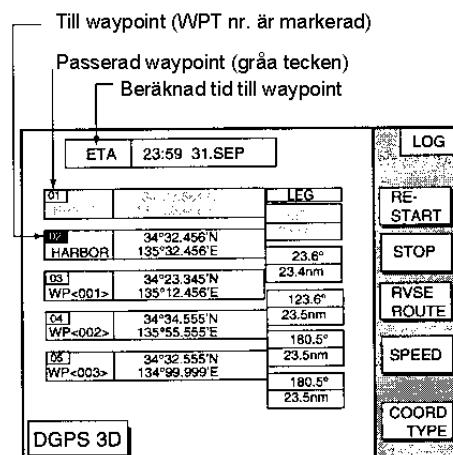 Till waypoint (WPT nr. är markerad)
Passerad waypoint (gråa tecken)
Beräknad tid till waypoint
ETA 23:59 31.SEP
LOG
01
LEG
RE-
START
02
HARBOR
34°32.456'N
135°32.456'E
23.6°
23.4nm
STOP
03
WP<001>
34°23.345'N
135°12.456'E
123.6°
23.5nm
RVSE
ROUTE
04
WP<002>
34°34.555'N
135°55.555'E
180.5°
23.5nm
SPEED
05
WP<003>
34°32.555'N
134°99.999'E
180.5°
23.5nm
COORD
TYPE
DGPS 3D